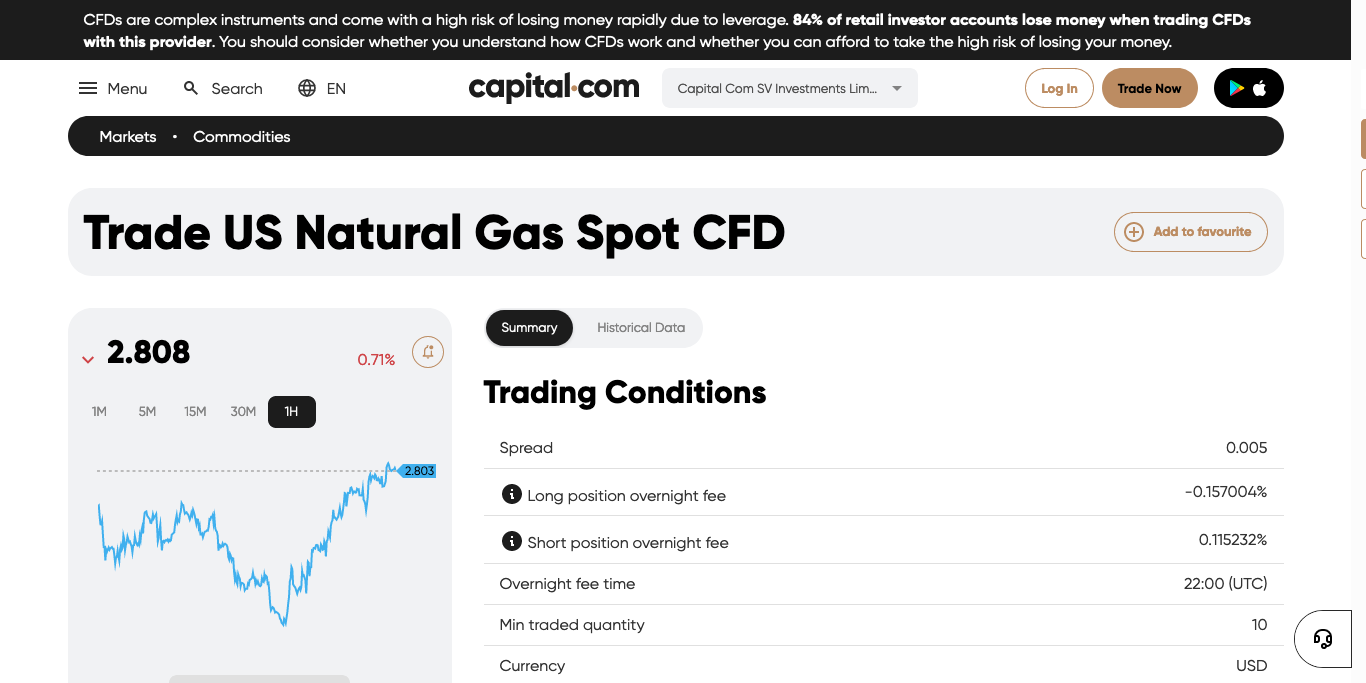 CFDs are complex instruments and come with a high risk of losing money rapidly due to leverage. 84% of retail investor accounts lose money when trading CFDs
with this provider. You should consider whether you understand how CFDs work and whether you can afford to take the high risk of losing your money.
Menu Search EN capital.com Capital Com SV Investments Lim... Log In Trade Now
Markets • Commodities
Trade US Natural Gas Spot CFD Add to favourite
2.808 0.71%
1M 5M 15M 30M 1H
2.803
Summary Historical Data
Trading Conditions
Spread 0.005
Long position overnight fee -0.157004%
Short position overnight fee 0.115232%
Overnight fee time 22:00 (UTC)
Min traded quantity 10
Currency USD